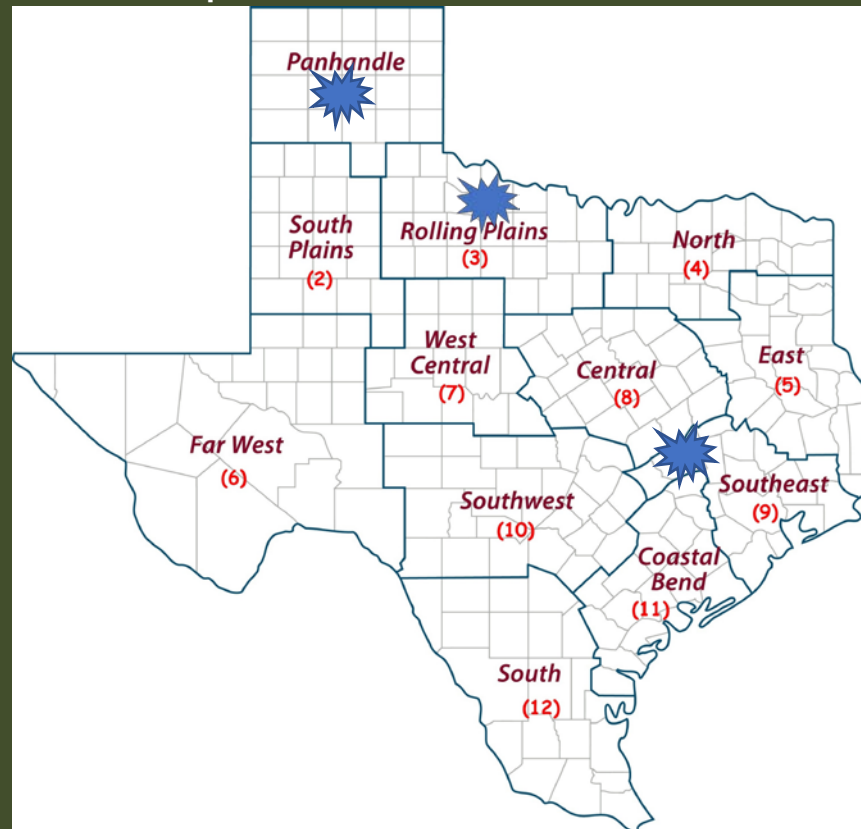 Panhandle
South
Plains
(2)
Rolling Plains
(3)
North
(4)
West
Central
(7)
Central
(8)
East
(5)
Far West
(6)
Southwest
(10)
Southeast
(9)
Coastal
Bend
(11)
South
(12)